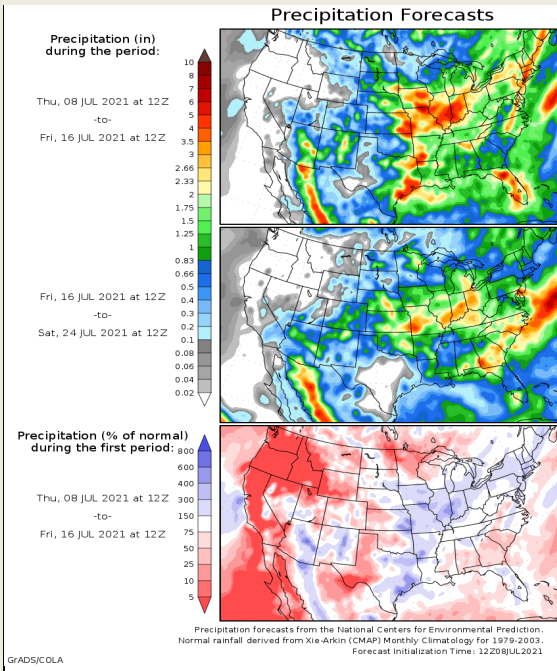 Precipitation Forecasts
Precipitation (in)
during the period:
Thu, 08 JUL 2021 at 12Z
-to-
Fri, 16 JUL 2021 at 12Z
10
8
7
6
5
4
3.5
3
2.66
2.33
2
1.75
1.5
1.25
1
0.83
0.66
0.5
0.4
0.3
0.2
0.1
0.08
0.06
0.04
0.02
Fri, 16 JUL 2021 at 12Z
-to-
Sat, 24 JUL 2021 at 12Z
Precipitation (% of normal)
during the first period:
Thu, 08 JUL 2021 at 12Z
-to-
Fri, 16 JUL 2021 at 12Z
800
600
400
300
150
75
50
25
10
5
Precipitation forecasts from the National Centers for Environmental Prediction.
Normal rainfall derived from Xie-Arkin (CMAP) Monthly Climatology for 1979-2003.
Forecast Initialization Time: 12Z08JUL2021
GrADS/COLA